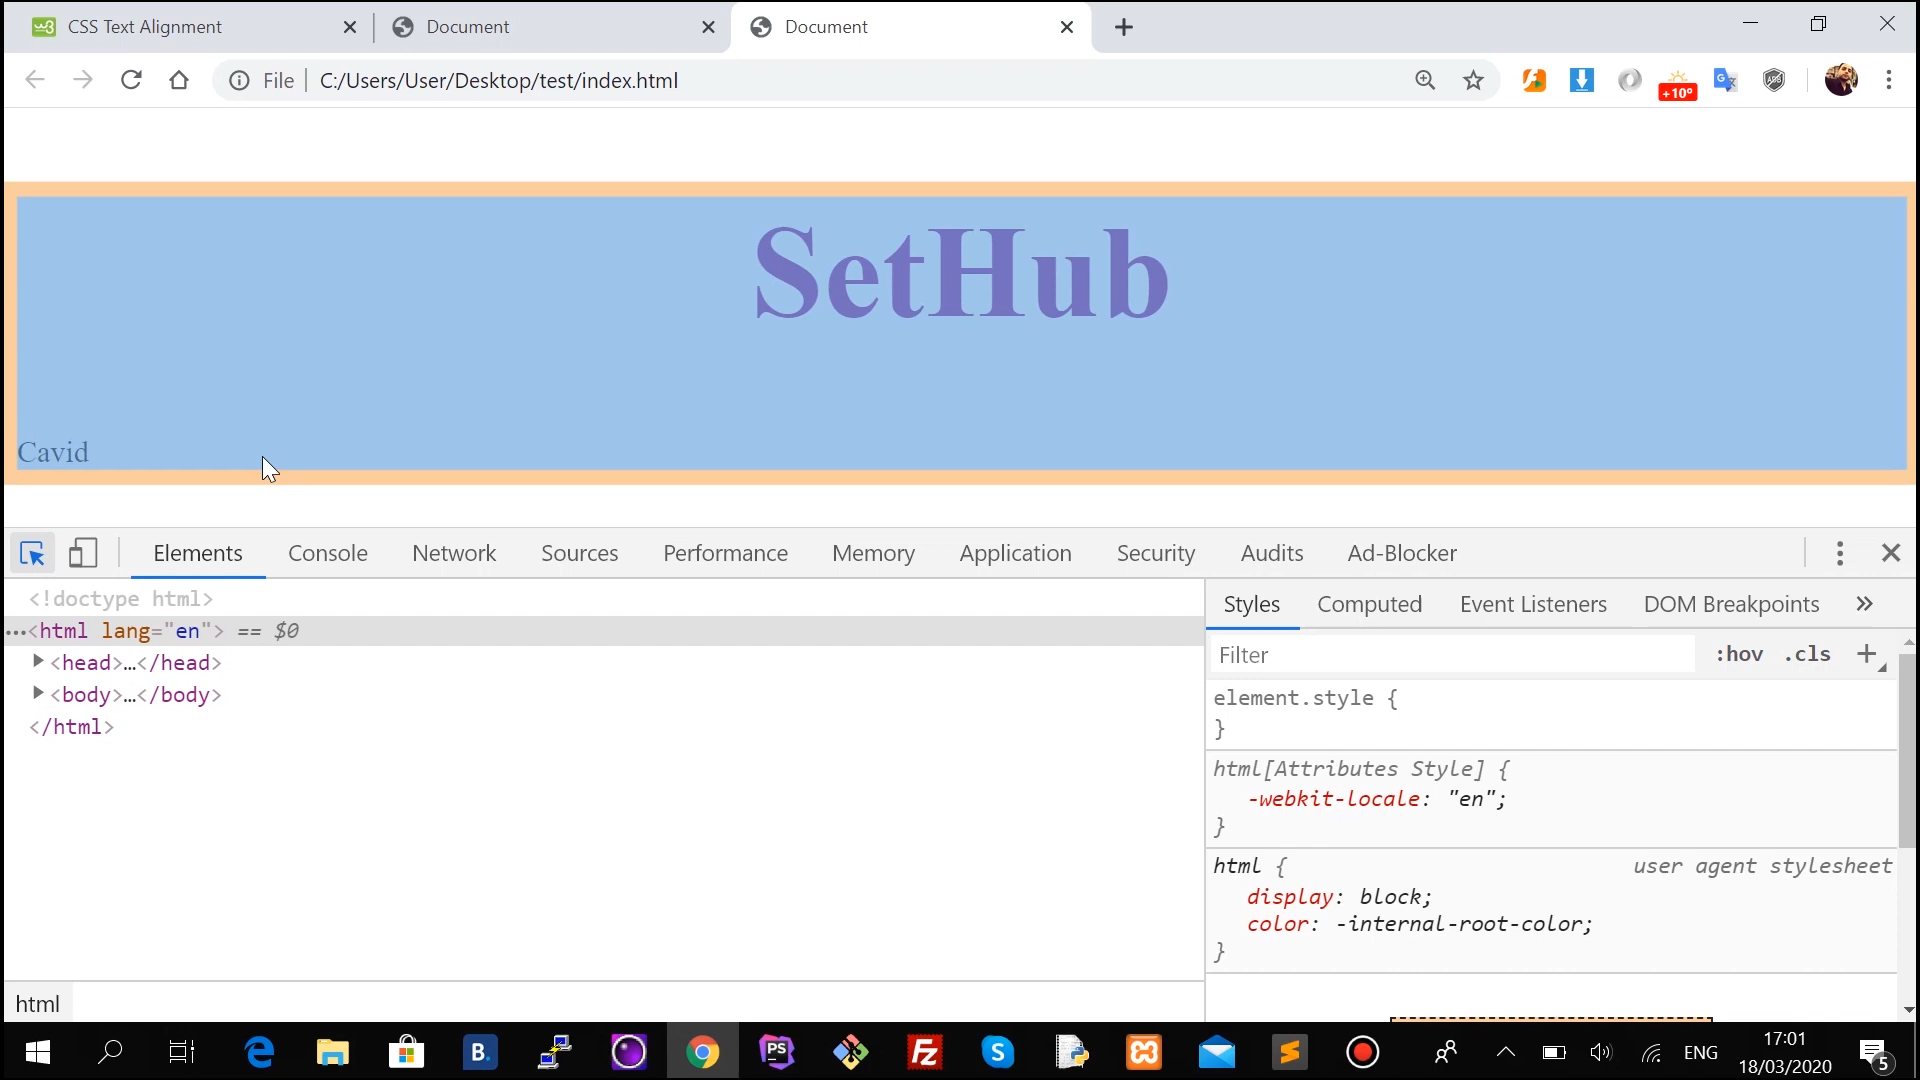 CSS Text Alignment
Document
Document
File
C:/Users/User/Desktop/test/index.html
+10°
SetHub
Cavid
Elements
Console
Network
Sources
Performance
Memory
Application
Security
Audits
Ad-Blocker
<!doctype html>
…<html lang="en"> == $0
<head>…</head>
<body>…</body>
</html>
html
Styles
Computed
Event Listeners
DOM Breakpoints
Filter
:hov
.cls
element.style {
}
html[Attributes Style] {
-webkit-locale: "en";
}
html {
user agent stylesheet
display: block;
color: -internal-root-color;
}
B.
PS
Fz
S
ENG
17:01
18/03/2020
5